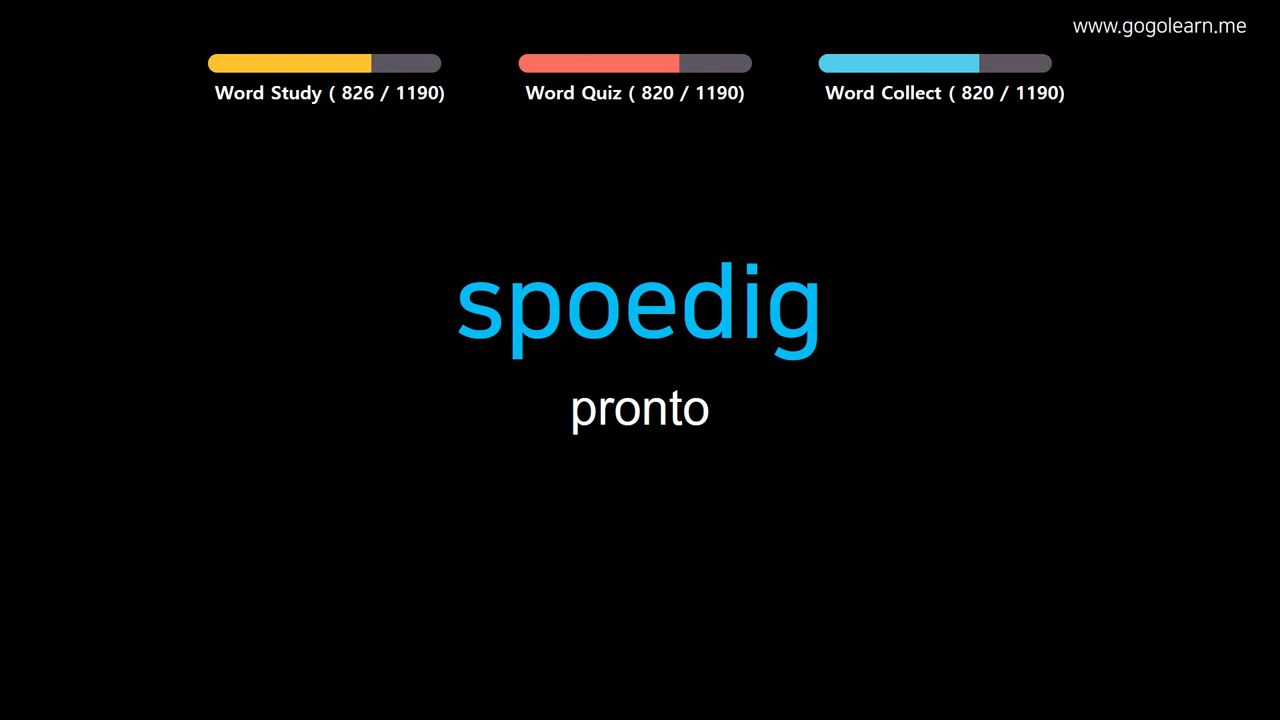 www.gogolearn.me
Word Study ( 826 / 1190)
Word Quiz ( 820 / 1190)
Word Collect ( 820 / 1190)
spoedig
pronto